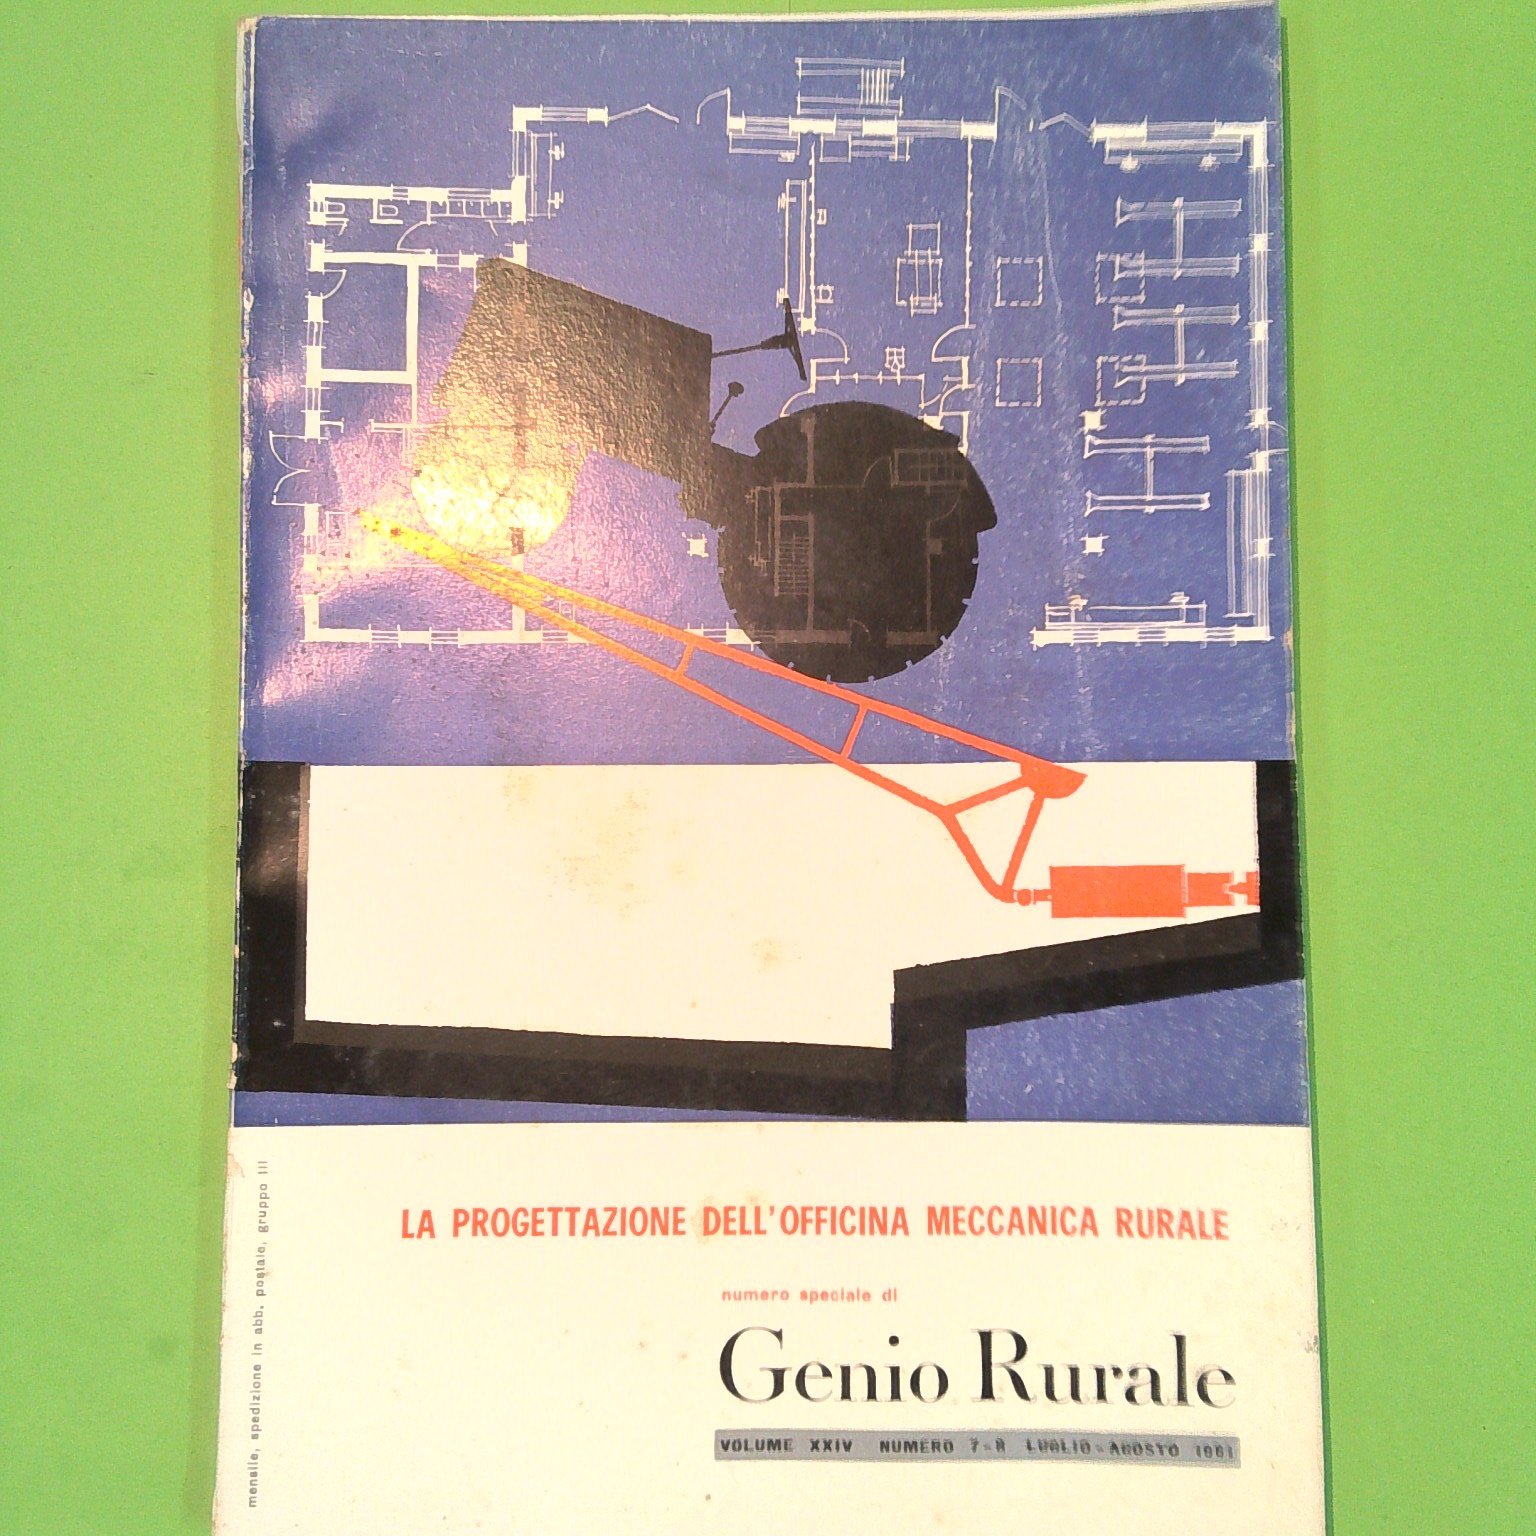 LA PROGETTAZIONE DELL'OFFICINA MECCANICA RURALE
numero speciale di
Genio Rurale
VOLUME XXIV NUMERO 7-8 LUGLIO-AGOSTO 1961
mensile, spedizione in abb. postale, gruppo III